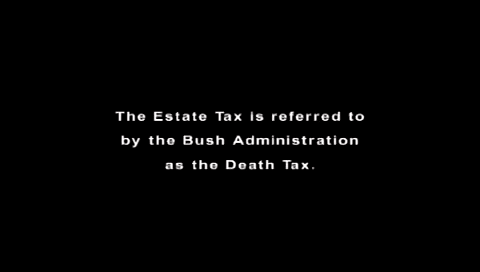 The Estate Tax is referred to
by the Bush Administration
as the Death Tax.